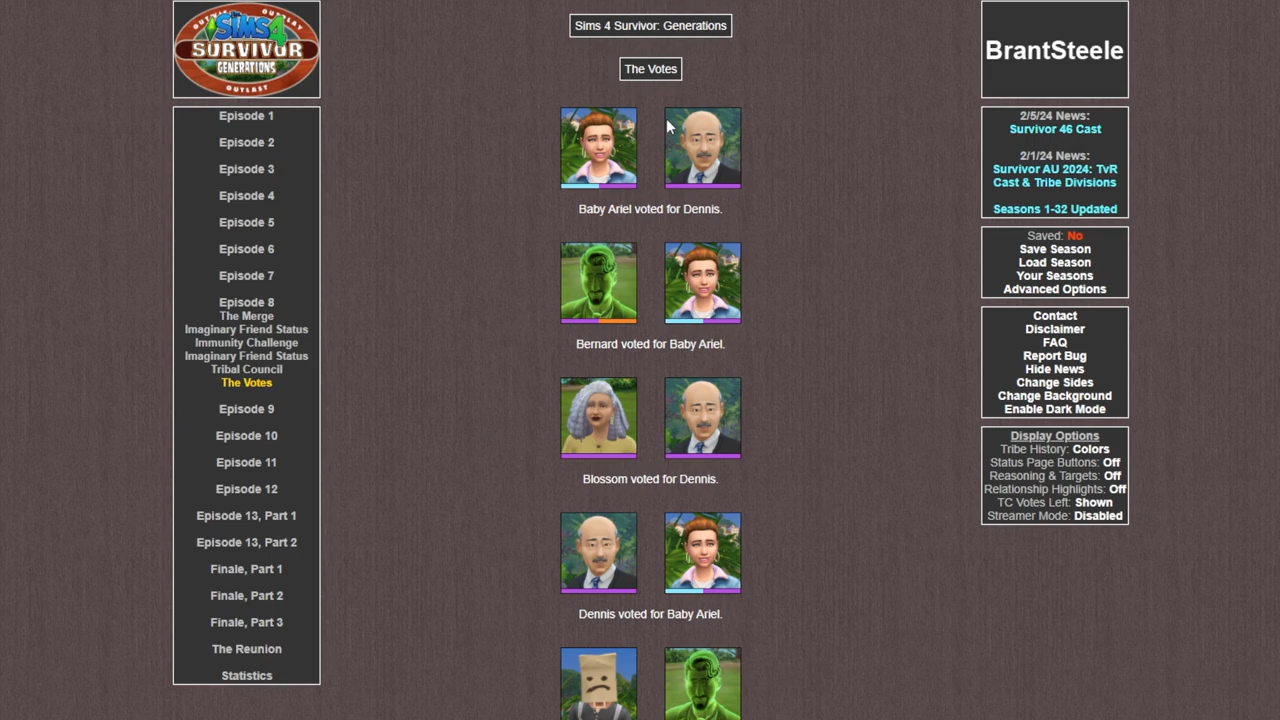 OUTWIT OUTPLAY
The SIMS 4
SURVIVOR
GENERATIONS
OUTLAST
Episode 1
Episode 2
Episode 3
Episode 4
Episode 5
Episode 6
Episode 7
Episode 8
The Merge
Imaginary Friend Status
Immunity Challenge
Imaginary Friend Status
Tribal Council
The Votes
Episode 9
Episode 10
Episode 11
Episode 12
Episode 13, Part 1
Episode 13, Part 2
Finale, Part 1
Finale, Part 2
Finale, Part 3
The Reunion
Statistics
Sims 4 Survivor: Generations
The Votes
Baby Ariel voted for Dennis.
Bernard voted for Baby Ariel.
Blossom voted for Dennis.
Dennis voted for Baby Ariel.
BrantSteele
2/5/24 News:
Survivor 46 Cast
2/1/24 News:
Survivor AU 2024: TvR
Cast & Tribe Divisions
Seasons 1-32 Updated
Saved: No
Save Season
Load Season
Your Seasons
Advanced Options
Contact
Disclaimer
FAQ
Report Bug
Hide News
Change Sides
Change Background
Enable Dark Mode
Display Options
Tribe History: Colors
Status Page Buttons: Off
Reasoning & Targets: Off
Relationship Highlights: Off
TC Votes Left: Shown
Streamer Mode: Disabled